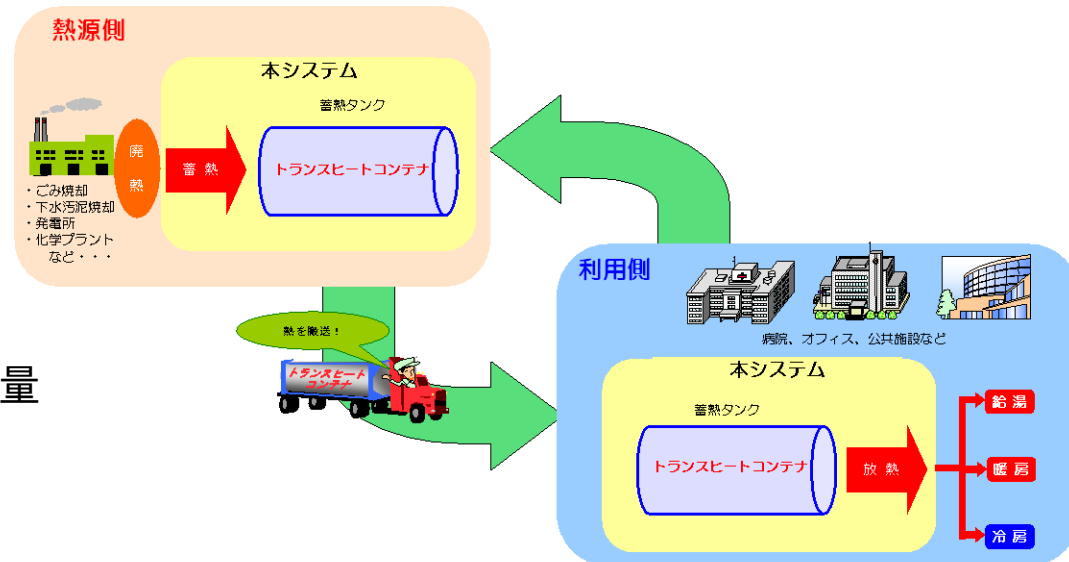 熱源側
本システム
蓄熱タンク
廃熱
蓄熱
トランスヒートコンテナ
・ごみ焼却
・下水汚泥焼却
・発電所
・化学プラント
など・・・
熱を搬送！
トランスヒート
コンテナ
量
利用側
病院、オフィス、公共施設など
本システム
蓄熱タンク
トランスヒートコンテナ
放熱
給湯
暖房
冷房